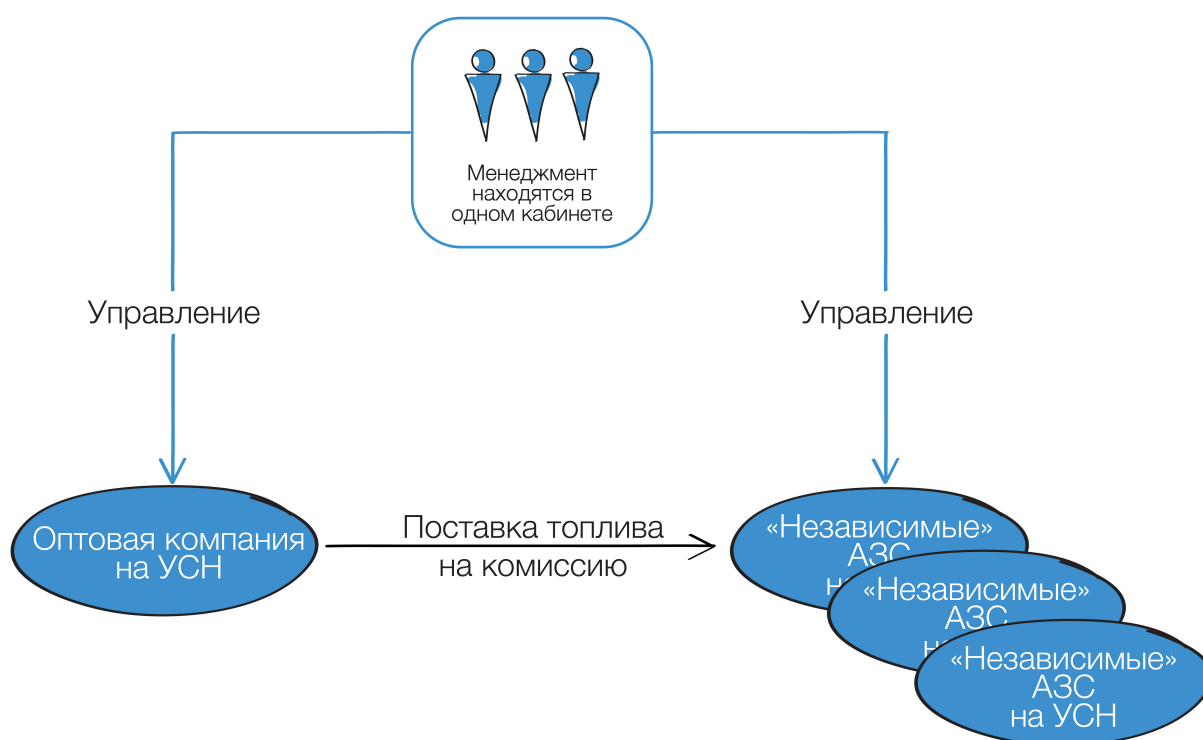 Менеджмент
находятся в
одном кабинете
Управление
Управление
Оптовая компания
на УСН
Поставка топлива
на комиссию
«Независимые»
АЗС
«Независимые»
АЗС
«Независимые»
АЗС
на УСН